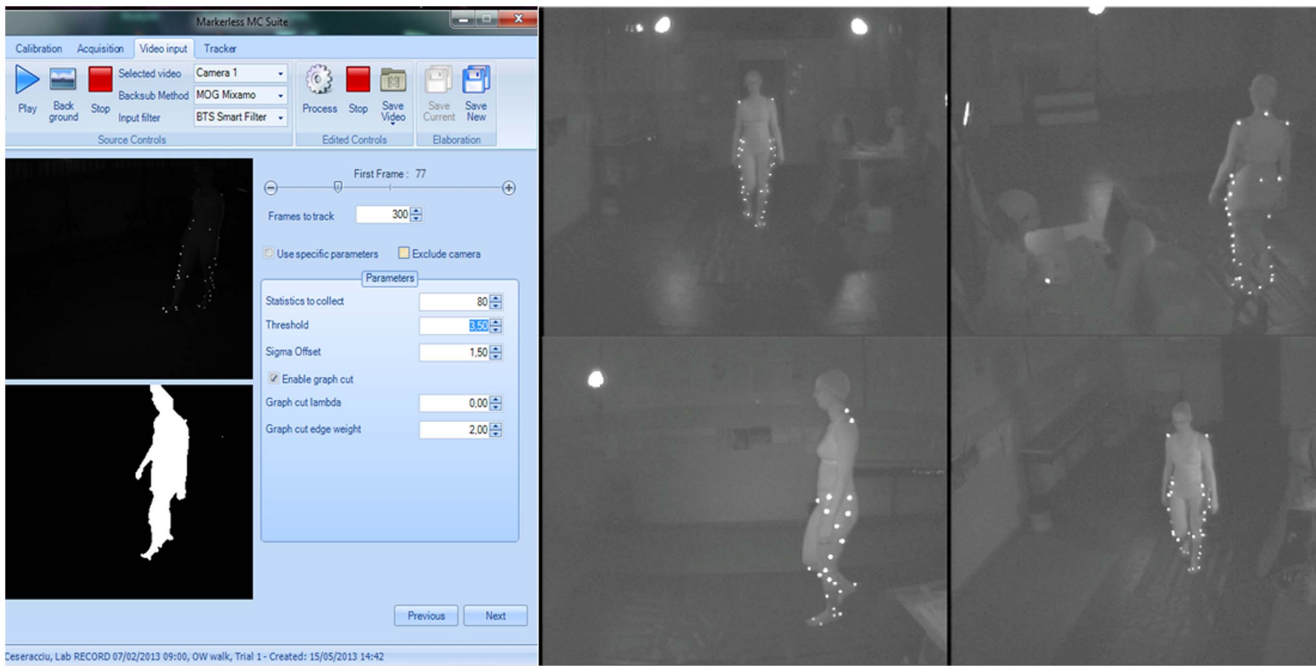 Markerless MC Suite
Calibration Acquisition Video input Tracker
Play
Back ground
Stop
Selected video Camera 1
Backsub Method MOG Mixamo
Input filter BTS Smart Filter
Source Controls
Process
Stop
Save Video
Edited Controls
Save Current
Save New
Elaboration
First Frame : 77
Frames to track 300
Use specific parameters Exclude camera
Parameters
Statistics to collect 80
Threshold 3,50
Sigma Offset 1,50
Enable graph cut
Graph cut lambda 0,00
Graph cut edge weight 2,00
Previous Next
Ceseracciu, Lab RECORD 07/02/2013 09:00, OW walk, Trial 1 - Created: 15/05/2013 14:42